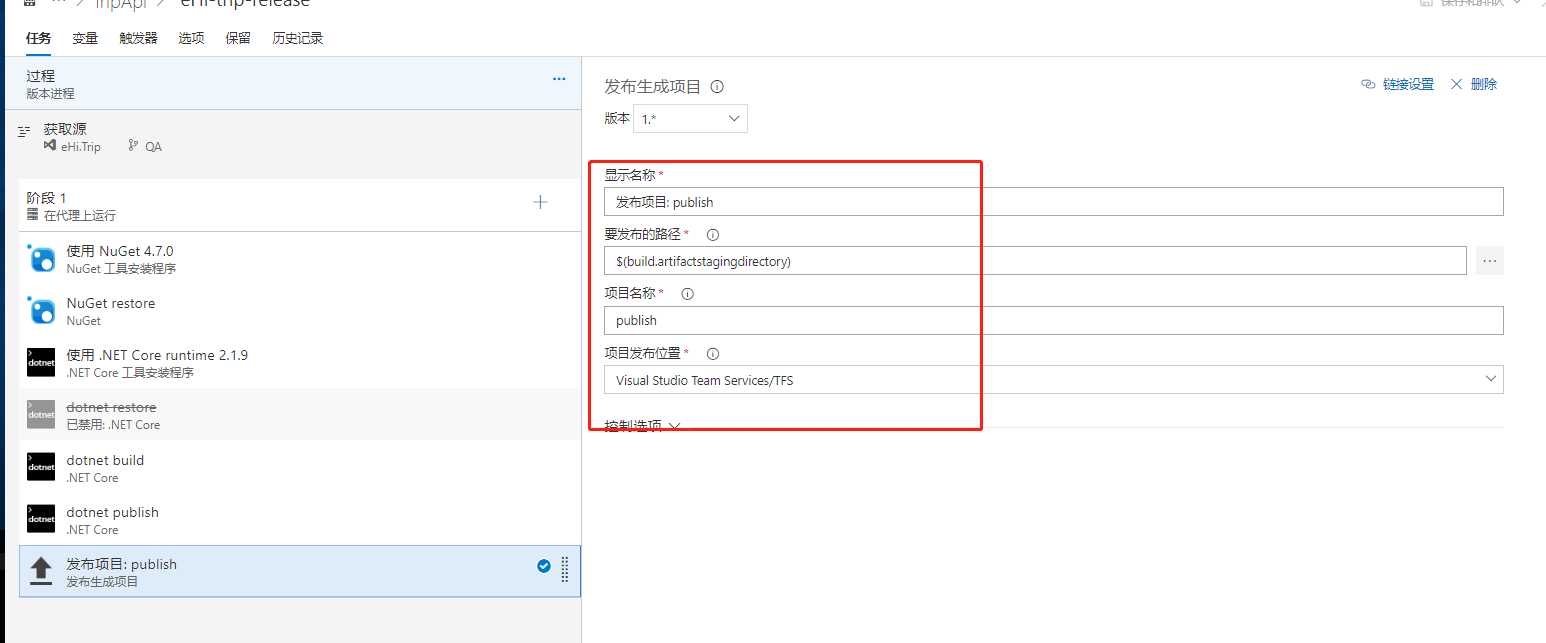 TripApi
eHi-trip-release
保存和排队
任务 变量 触发器 选项 保留 历史记录
过程
版本进程
获取源
eHi.Trip QA
阶段 1
在代理上运行
使用 NuGet 4.7.0
NuGet 工具安装程序
NuGet restore
NuGet
dotnet
使用 .NET Core runtime 2.1.9
.NET Core 工具安装程序
dotnet
dotnet restore
已禁用: .NET Core
dotnet
dotnet build
.NET Core
dotnet
dotnet publish
.NET Core
发布项目: publish
发布生成项目
发布生成项目
链接设置 删除
版本 1.*
显示名称 *
发布项目: publish
要发布的路径 *
$(build.artifactstagingdirectory)
项目名称 *
publish
项目发布位置 *
Visual Studio Team Services/TFS
控制选项